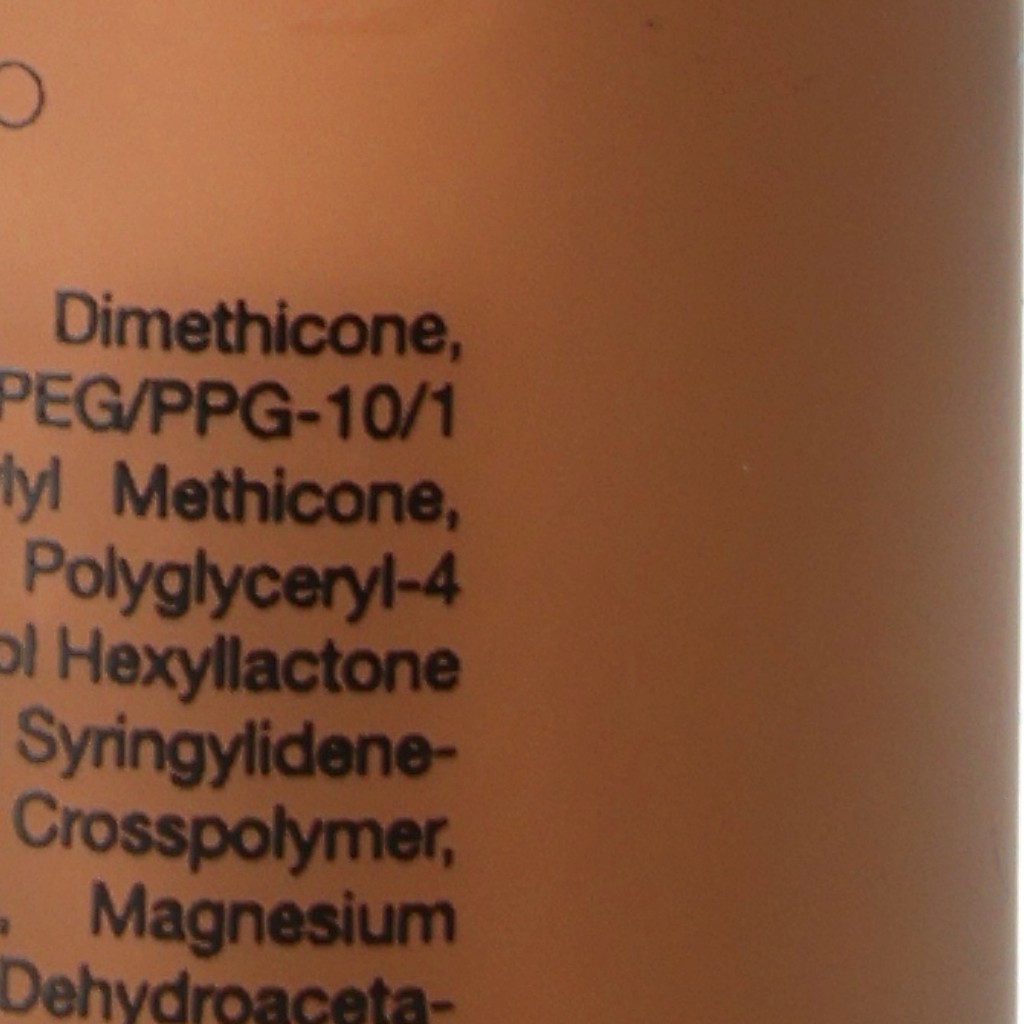 Dimethicone,
PEG/PPG-10/1
Methicone,
Polyglyceryl-4
Hexyllactone
Syringylidene-
Crosspolymer,
, Magnesium
Dehydroaceta-